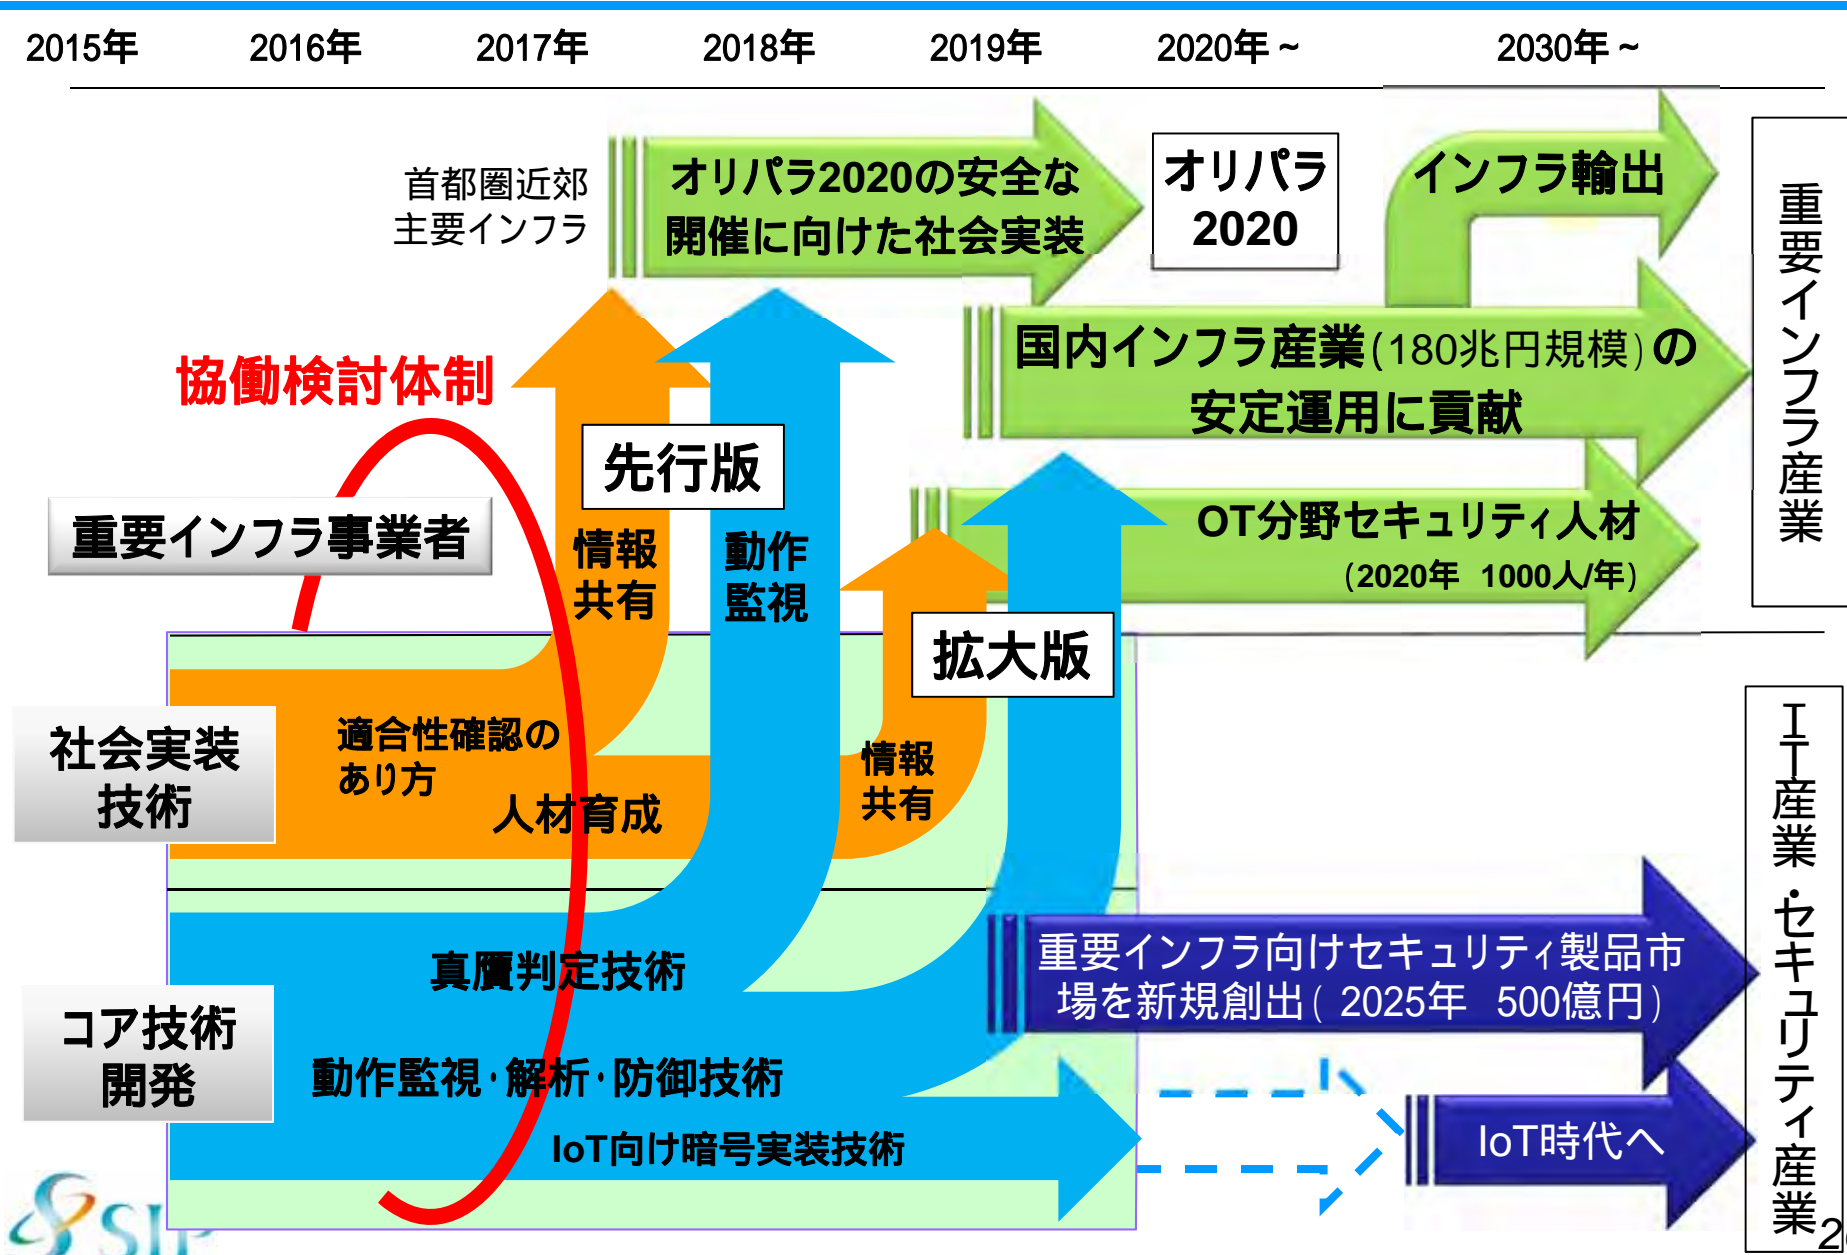 2015年 2016年 2017年 2018年 2019年 2020年～ 2030年～
首都圏近郊
主要インフラ
オリパラ2020の安全な
開催に向けた社会実装
オリパラ
2020
インフラ輸出
重要インフラ産業
国内インフラ産業(180兆円規模)の
安定運用に貢献
協働検討体制
先行版
重要インフラ事業者
情報
共有
動作
監視
OT分野セキュリティ人材
(2020年 1000人/年)
拡大版
社会実装
技術
適合性確認の
あり方
人材育成
情報
共有
IT産業・セキュリティ産業
真贋判定技術
重要インフラ向けセキュリティ製品市
場を新規創出(2025年 500億円)
コア技術
開発
動作監視・解析・防御技術
IoT向け暗号実装技術
IoT時代へ
SIP
2